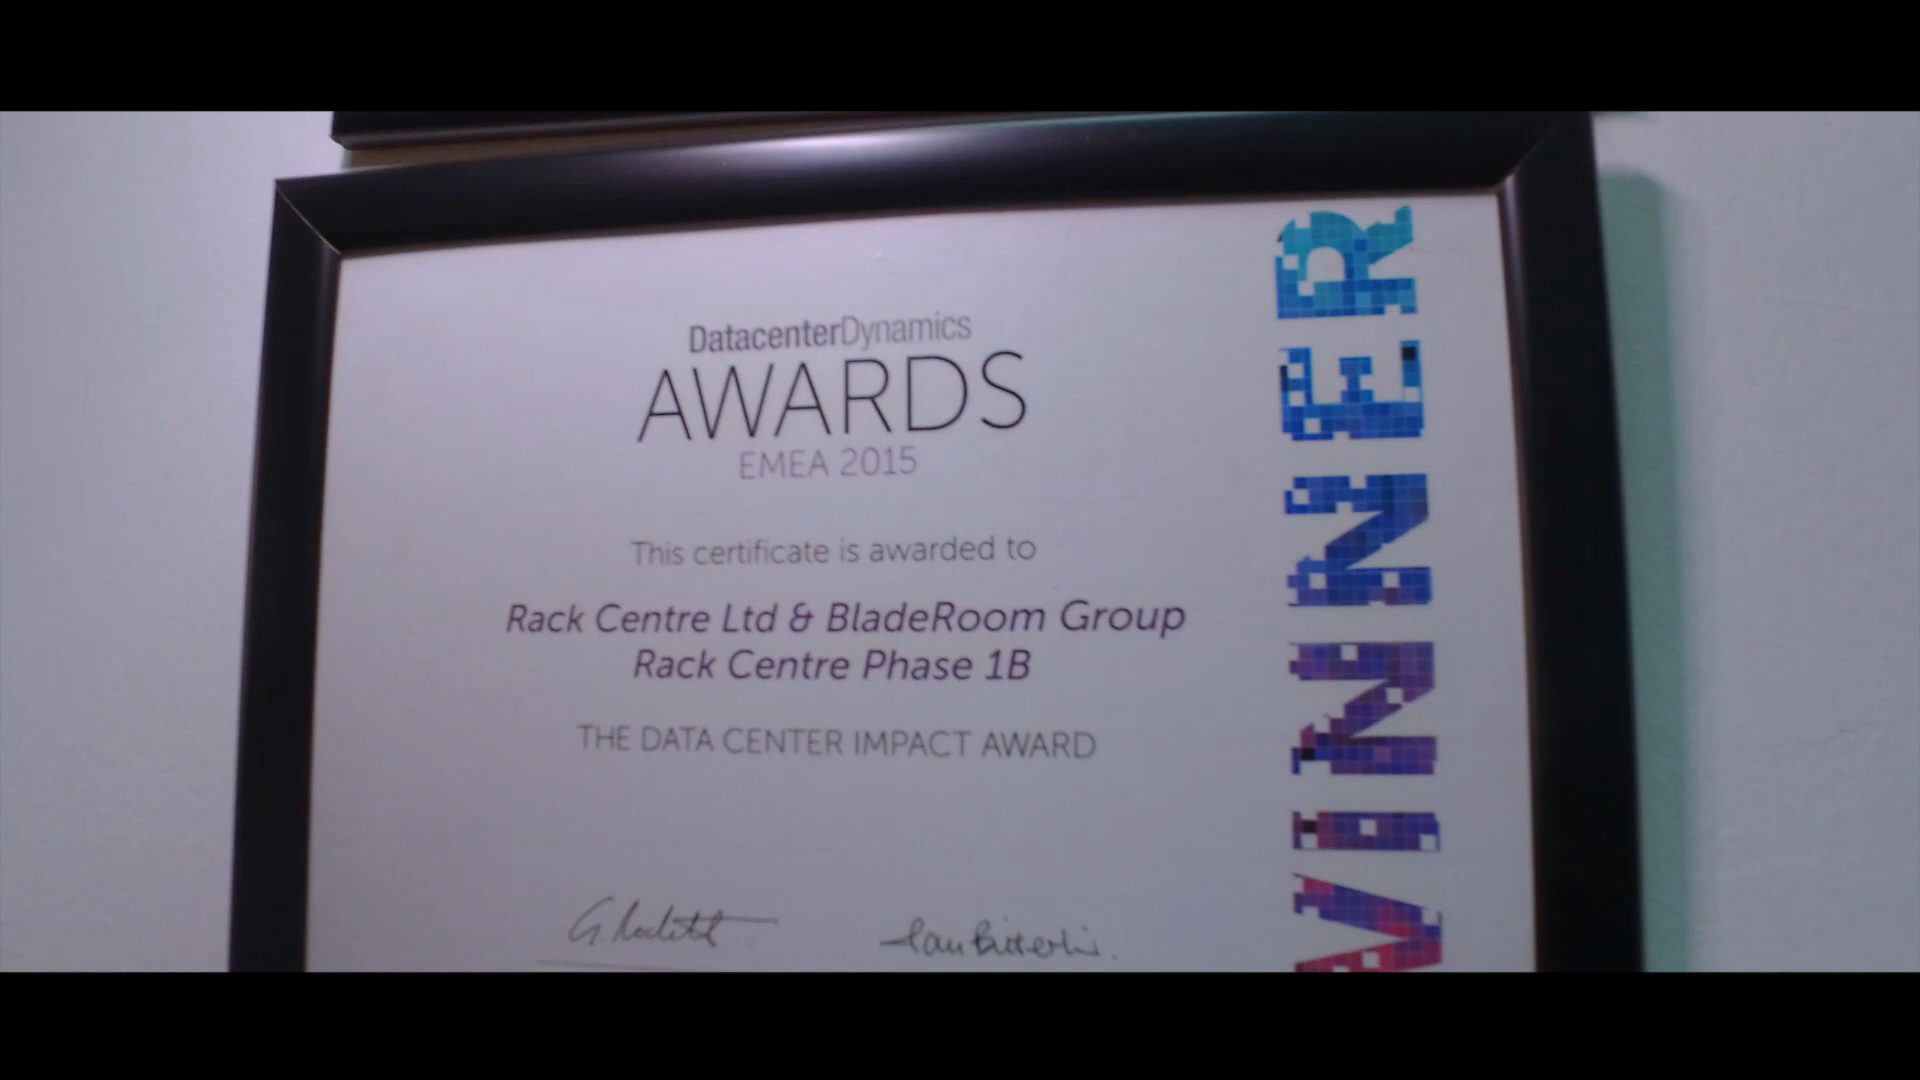 DatacenterDynamics
AWARDS
EMEA 2015
This certificate is awarded to
Rack Centre Ltd & BladeRoom Group
Rack Centre Phase 1B
THE DATA CENTER IMPACT AWARD
WINNER